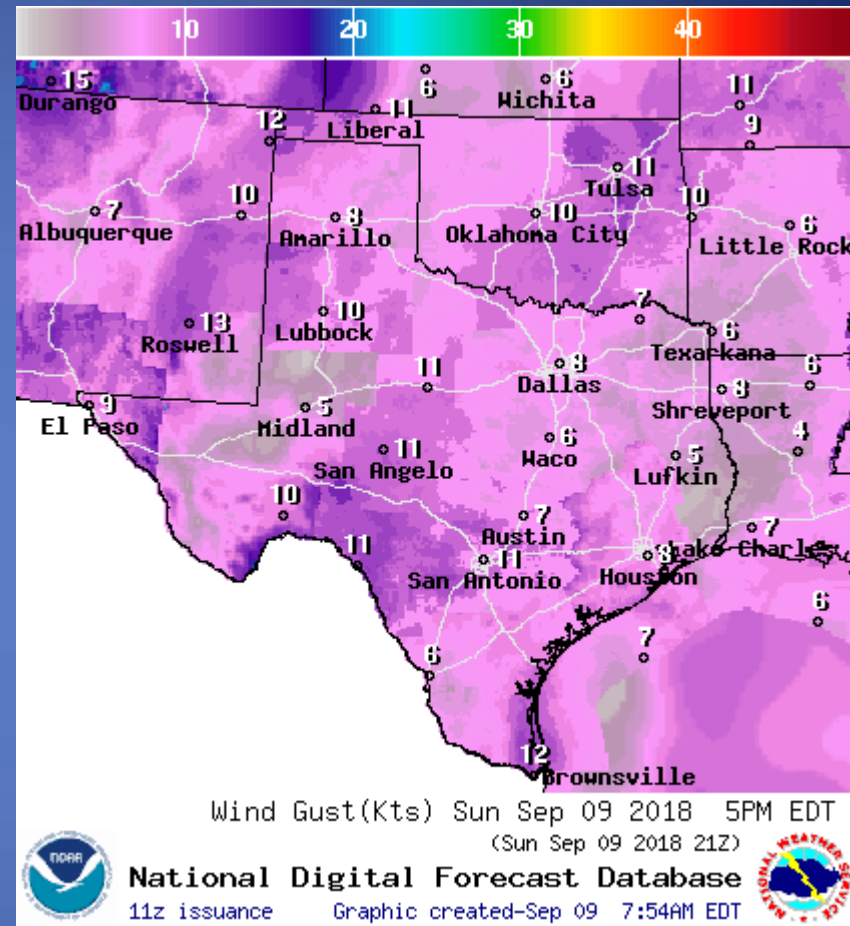 10 20 30 40
15 6 6 11
Durango Wichita
11
Liberal
12 9
11
Tulsa
7 10 8 10 10 6
Albuquerque Amarillo Oklahoma City Little Rock
13 10 7
Roswell Lubbock
6
Texarkana
8
Dallas
9 5 11 8 6
El Paso Midland Shreveport
11 6 5 4
San Angelo Waco Lufkin
10 7 7
Austin
11 11 8 Lake Charles
San Antonio Houston
6
6 7
12
Brownsville
Wind Gust(Kts) Sun Sep 09 2018 5PM EDT
(Sun Sep 09 2018 21Z)
NOAA
National Digital Forecast Database
NATIONAL WEATHER SERVICE
11z issuance Graphic created-Sep 09 7:54AM EDT